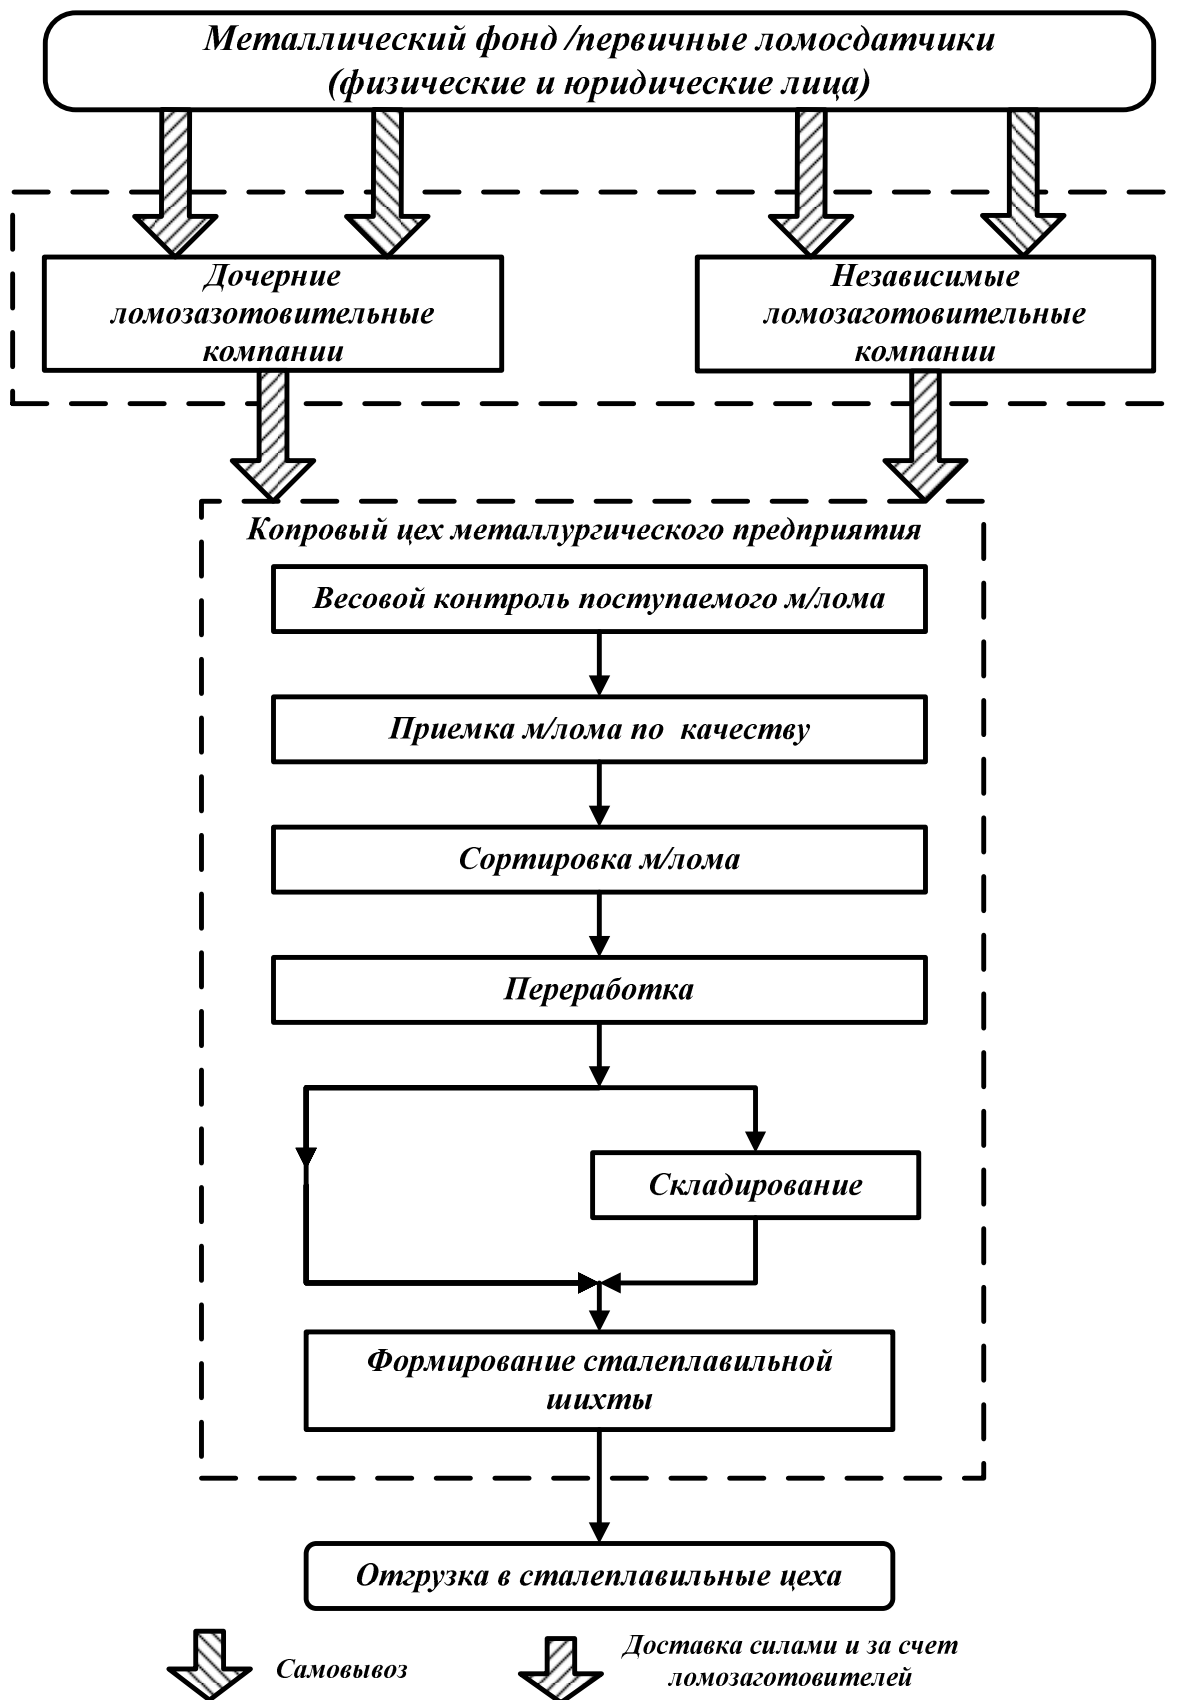 Металлический фонд /первичные ломосдатчики
(физические и юридические лица)
Дочерние
ломозазотовительные
компании
Независимые
ломозаготовительные
компании
Копровый цех металлургического предприятия
Весовой контроль поступаемого м/лома
Приемка м/лома по качеству
Сортировка м/лома
Переработка
Складирование
Формирование сталеплавильной
шихты
Отгрузка в сталеплавильные цеха
Самовывоз
Доставка силами и за счет
ломозаготовителей